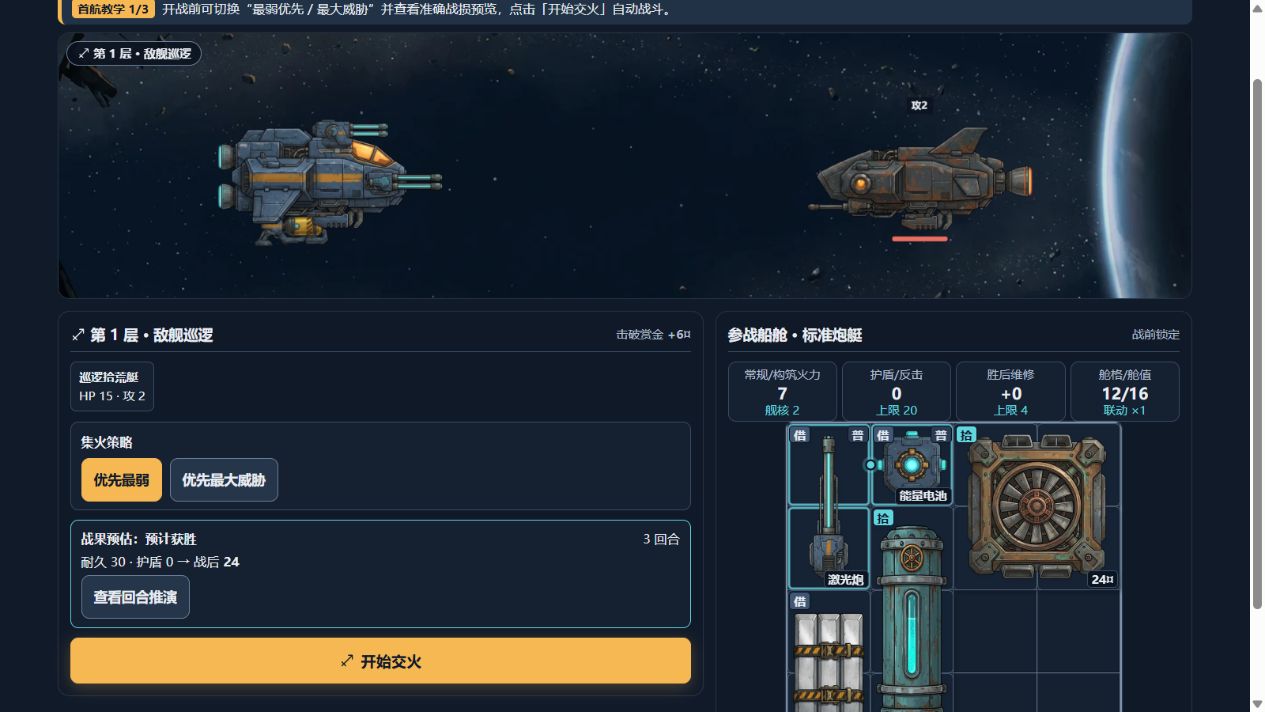 首航教学 1/3 开战前可切换“最弱优先 / 最大威胁”并查看准确战损预览，点击「开始交火」自动战斗。
第 1 层 · 敌舰巡逻
攻2
第 1 层 · 敌舰巡逻
击破赏金 +6¤
巡逻拾荒艇
HP 15 · 攻 2
集火策略
优先最弱
优先最大威胁
战果预估：预计获胜
3 回合
耐久 30 · 护盾 0 → 战后 24
查看回合推演
开始交火
参战船舱 · 标准炮艇
战前锁定
常规/构筑火力
7
舰核 2
护盾/反击
0
上限 20
胜后维修
+0
上限 4
舱格/舱值
12/16
联动 ×1
借 普
借 普
拾
能量电池
拾
激光炮
24¤
借